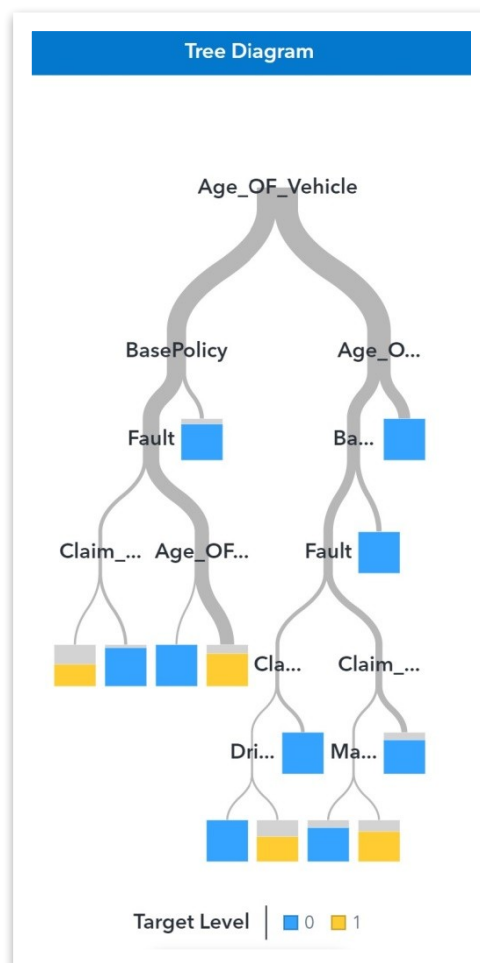 Tree Diagram
Age_OF_Vehicle
BasePolicy Age_O...
Fault Ba...
Claim_... Age_OF... Fault
Cla... Claim_...
Dri... Ma...
Target Level 0 1